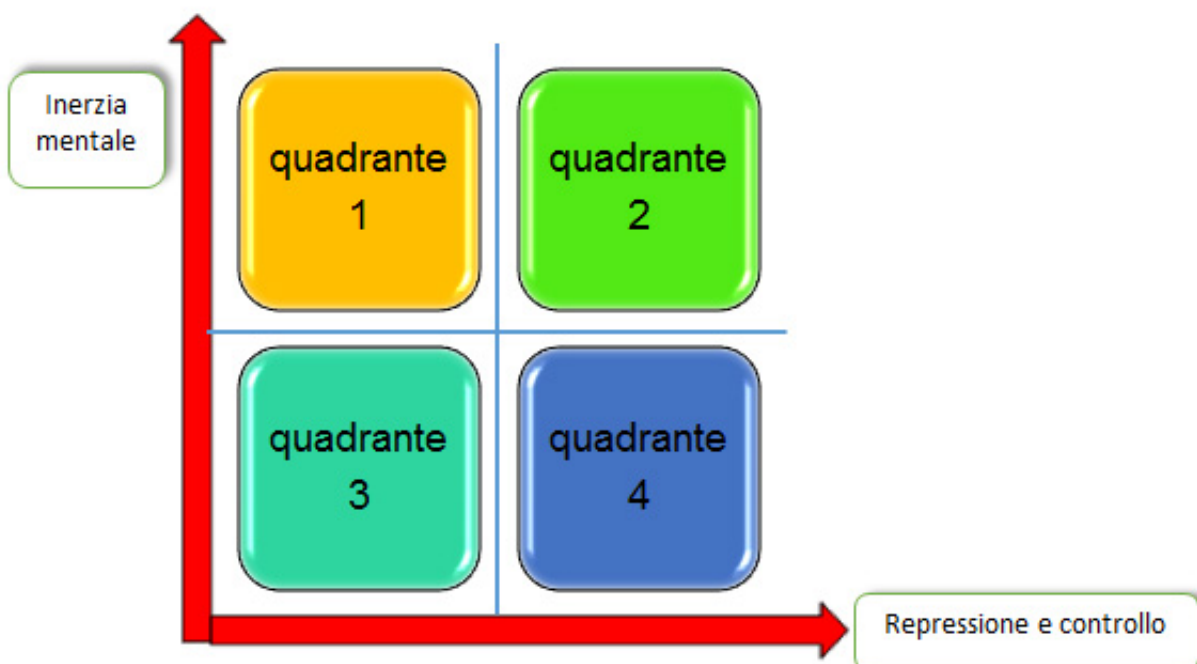 Inerzia
mentale
quadrante
1
quadrante
2
quadrante
3
quadrante
4
Repressione e controllo